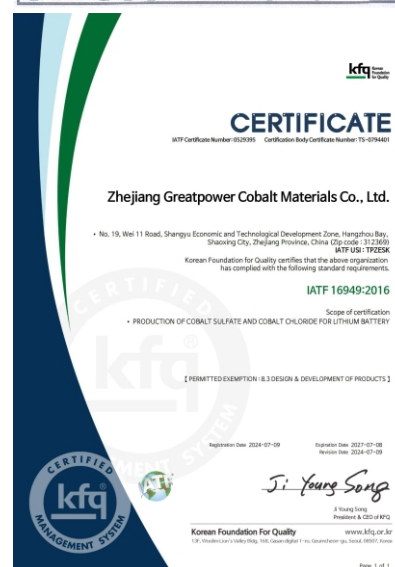 kfq Korean Foundation for Quality
CERTIFICATE
IATF Certificate Number:0529395 Certification Body Certificate Number: TS-0794401
Zhejiang Greatpower Cobalt Materials Co., Ltd.
• No. 19, Wei 11 Road, Shangyu Economic and Technological Development Zone, Hangzhou Bay,
Shaoxing City, Zhejiang Province, China (Zip code : 312369)
IATF USI : TPZESK
Korean Foundation for Quality certifies that the above organization
has complied with the following standard requirements.
IATF 16949:2016
Scope of certification
• PRODUCTION OF COBALT SULFATE AND COBALT CHLORIDE FOR LITHIUM BATTERY
CERTIFIED
kfq
MANAGEMENT SYSTEM
[ PERMITTED EXEMPTION : 8.3 DESIGN & DEVELOPMENT OF PRODUCTS ]
Registration Date 2024-07-09 Expiration Date 2027-07-08
Revision Date 2024-07-09
IATF
Ji Young Song
Ji Young Song
President & CEO of KFQ
CERTIFIED
kfq
MANAGEMENT SYSTEM
Korean Foundation For Quality www.kfq.or.kr
Page 1 of 1